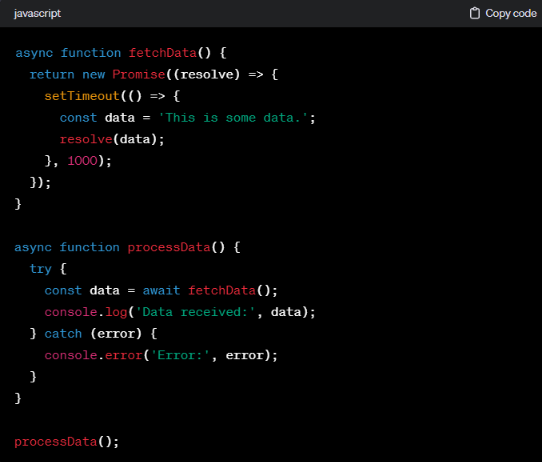 javascript
Copy code
async function fetchData() {
  return new Promise((resolve) => {
    setTimeout(() => {
      const data = 'This is some data.';
      resolve(data);
    }, 1000);
  });
}

async function processData() {
  try {
    const data = await fetchData();
    console.log('Data received:', data);
  } catch (error) {
    console.error('Error:', error);
  }
}

processData();